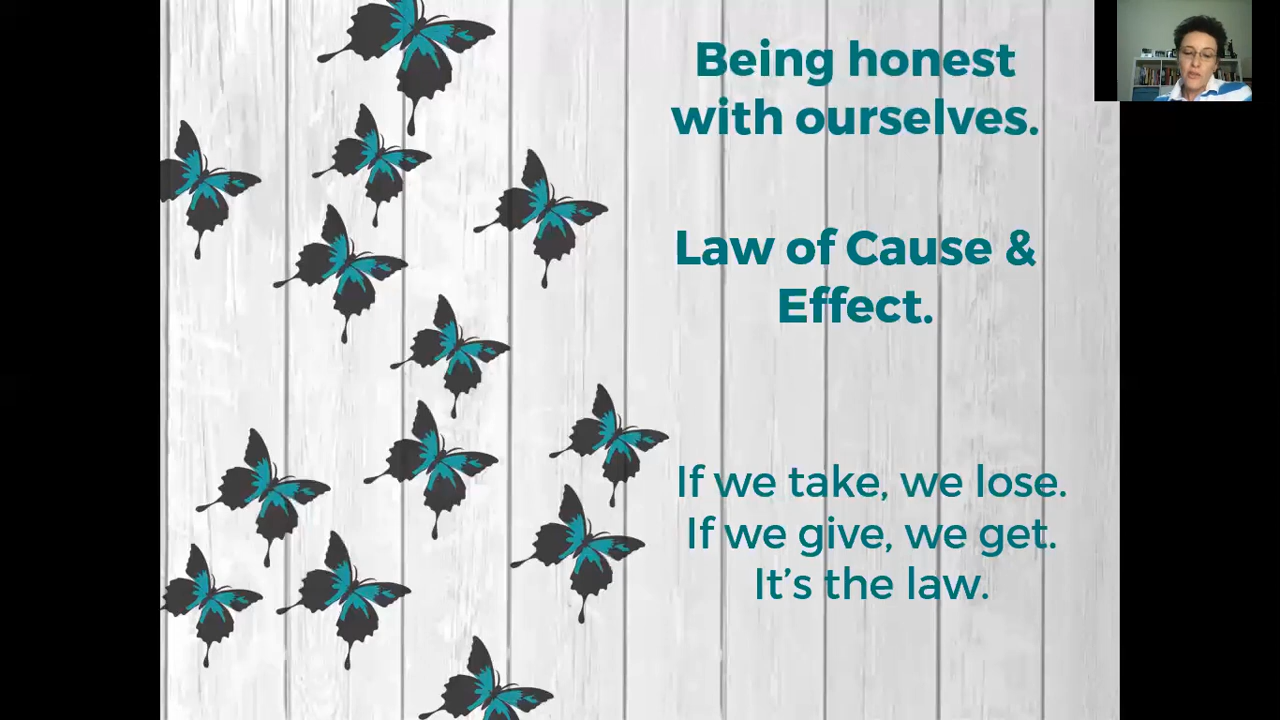 Being honest
with ourselves.
Law of Cause &
Effect.
If we take, we lose.
If we give, we get.
It’s the law.